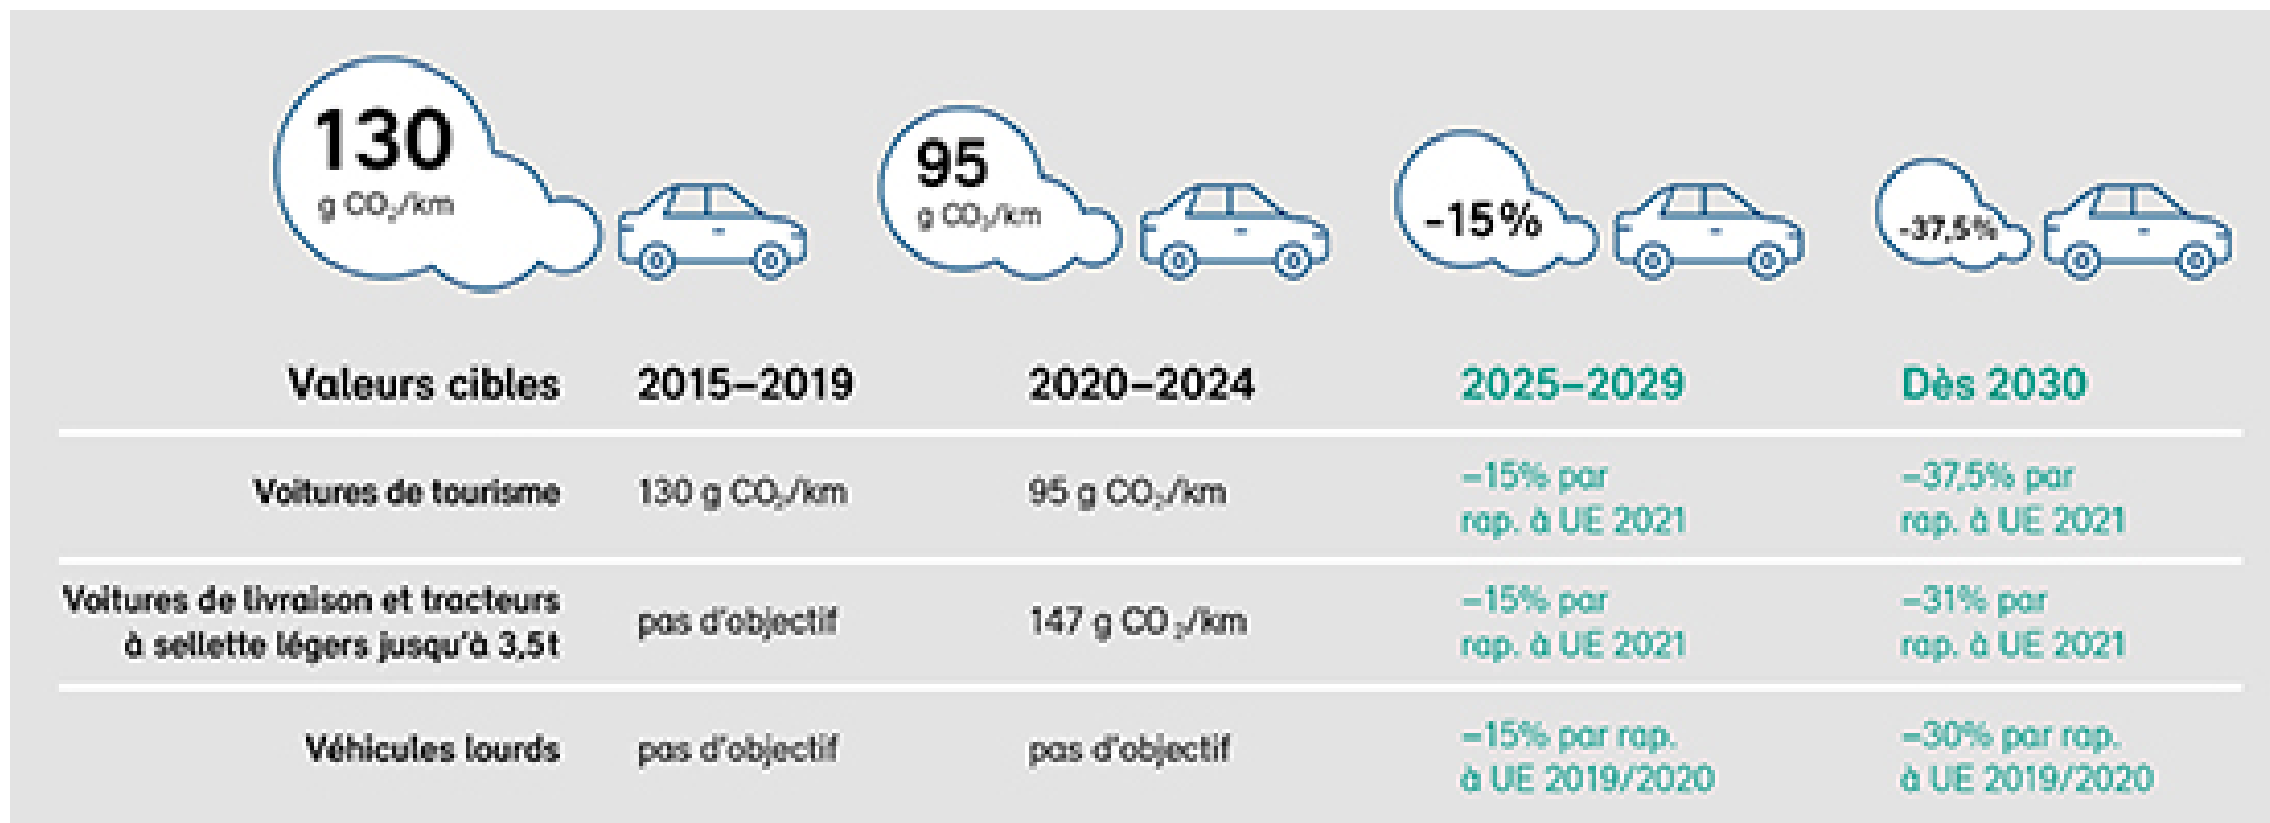 130
g CO₂/km
95
g CO₂/km
-15%
-37,5%
Valeurs cibles 2015–2019 2020–2024 2025–2029 Dès 2030
Voitures de tourisme 130 g CO₂/km 95 g CO₂/km –15% par rap. à UE 2021 –37,5% par rap. à UE 2021
Voitures de livraison et tracteurs
à sellette légers jusqu'à 3,5t
pas d'objectif
147 g CO₂/km
–15% par
rap. à UE 2021
–31% par
rap. à UE 2021
Véhicules lourds
pas d'objectif
pas d'objectif
–15% par rap.
à UE 2019/2020
–30% par rap.
à UE 2019/2020